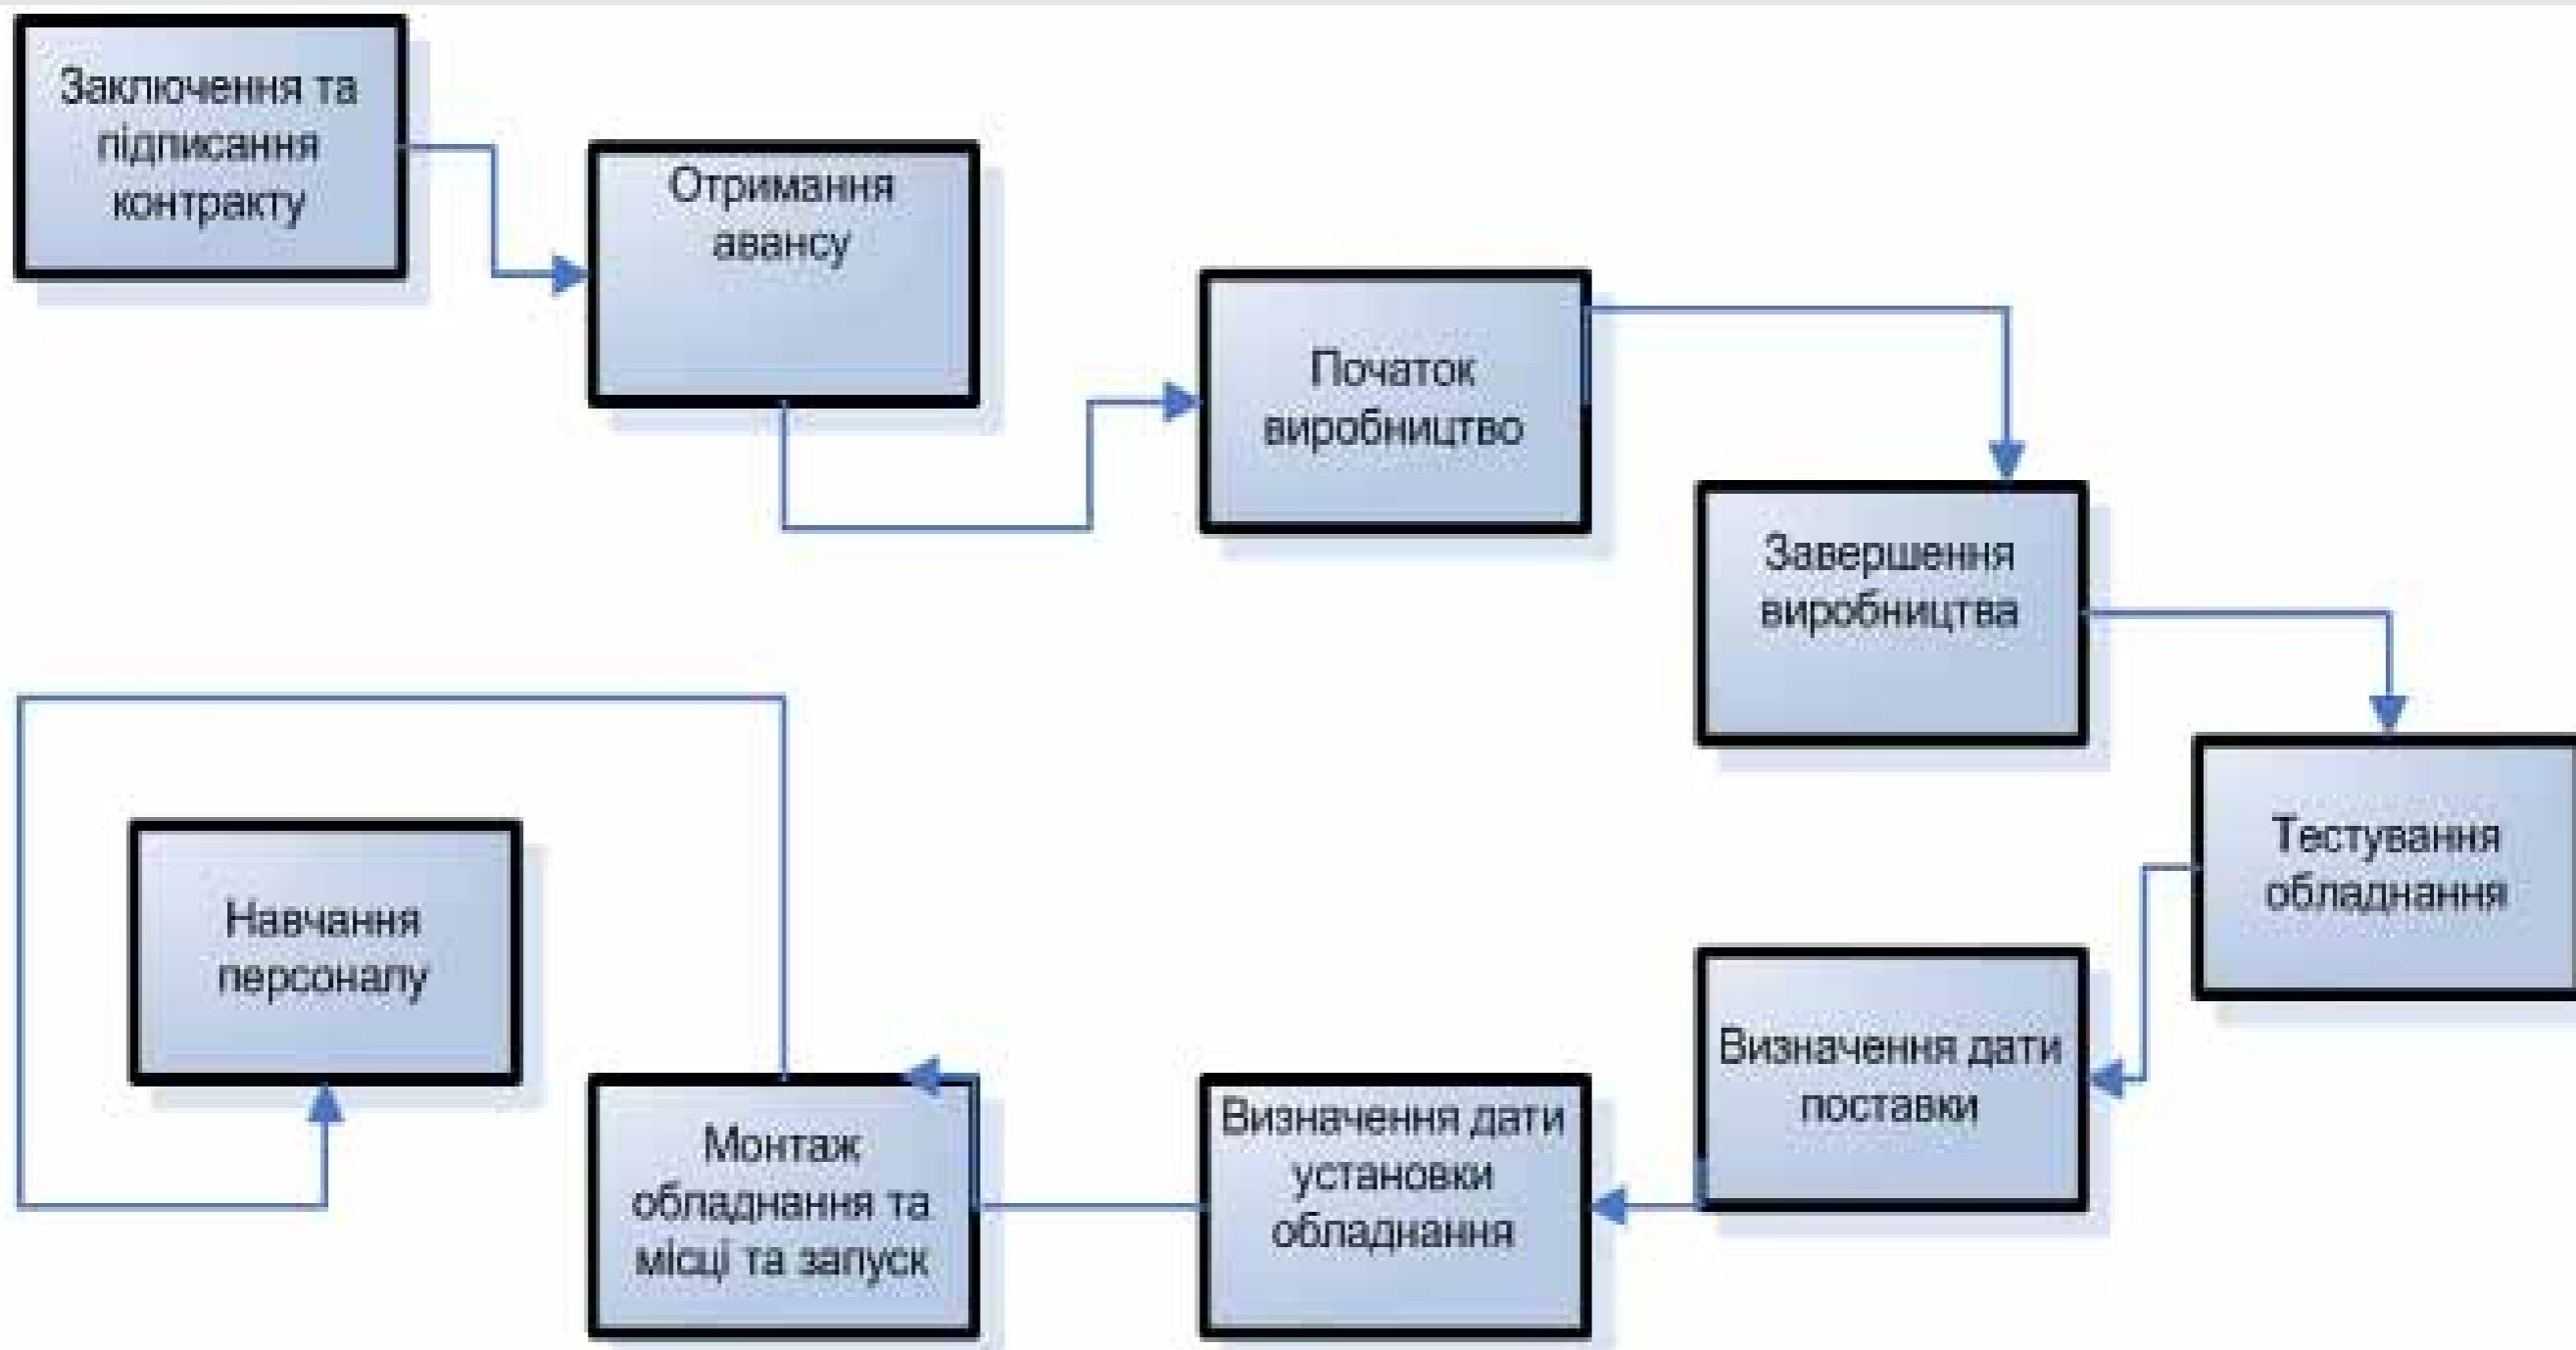 Заключення та
підписання
контракту
Отримання
авансу
Початок
виробництво
Завершення
виробництва
Тестування
обладнання
Визначення дати
поставки
Визначення дати
установки
обладнання
Монтаж
обладнання та
місці та запуск
Навчання
персоналу